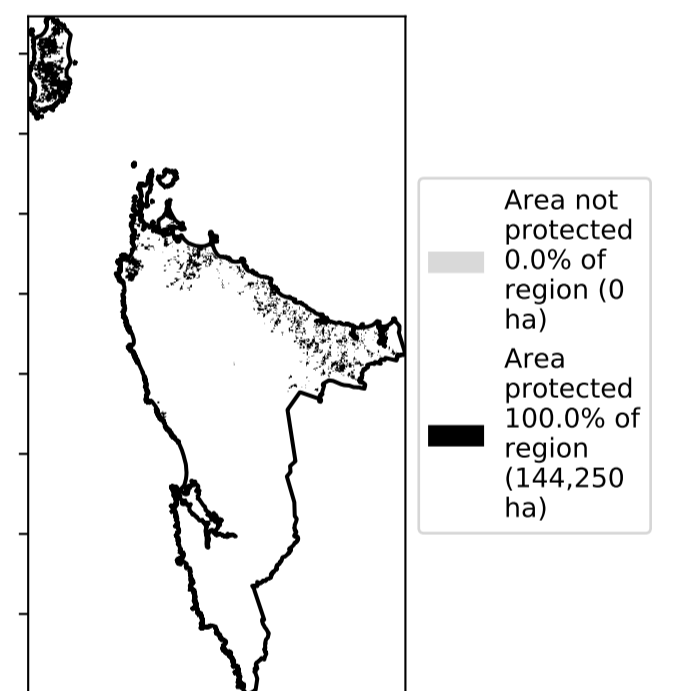 Area not
protected
0.0% of
region (0
ha)
Area
protected
100.0% of
region
(144,250
ha)